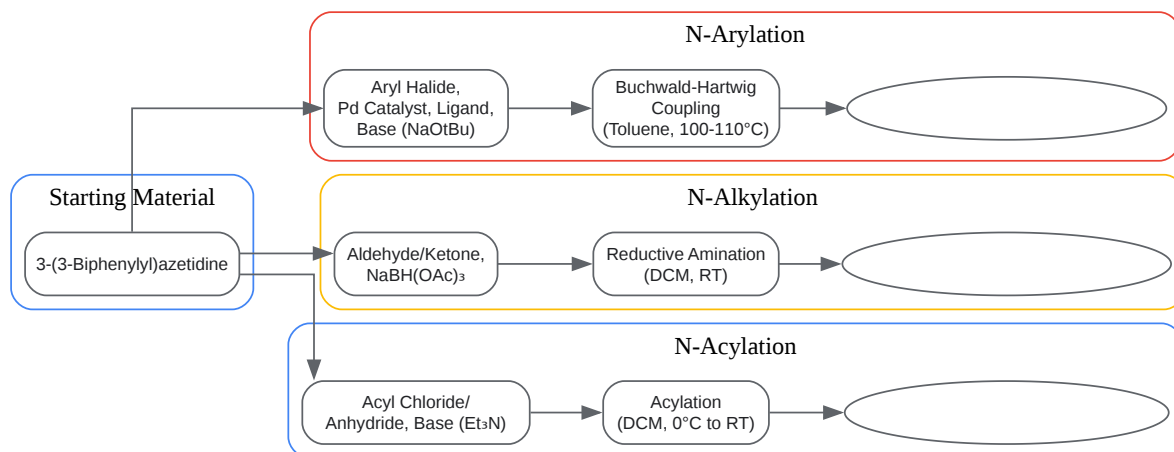 N-Arylation
Aryl Halide,
Pd Catalyst, Ligand,
Base (NaOtBu)
Buchwald-Hartwig
Coupling
(Toluene, 100-110°C)
Starting Material
3-(3-Biphenylyl)azetidine
N-Alkylation
Aldehyde/Ketone,
NaBH(OAc)₃
Reductive Amination
(DCM, RT)
N-Acylation
Acyl Chloride/
Anhydride, Base (Et₃N)
Acylation
(DCM, 0°C to RT)